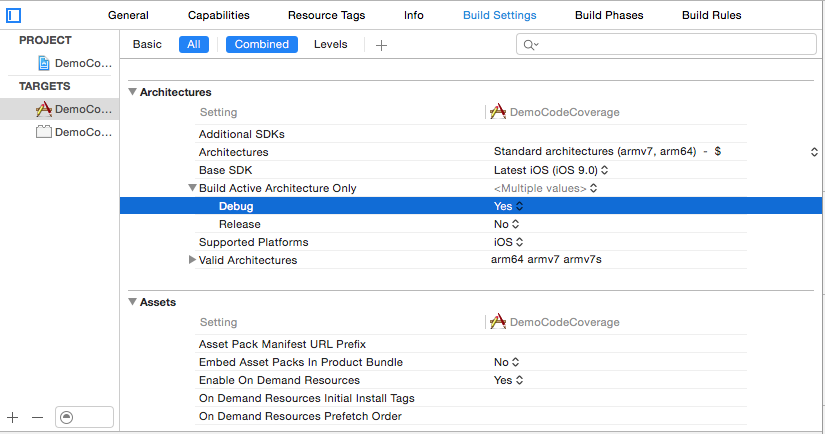 General Capabilities Resource Tags Info Build Settings Build Phases Build Rules
PROJECT
DemoCo...
TARGETS
DemoCo...
DemoCo...
Basic All Combined Levels +
Architectures
Setting DemoCodeCoverage
Additional SDKs
Architectures Standard architectures (armv7, arm64) - $
Base SDK Latest iOS (iOS 9.0)
Build Active Architecture Only <Multiple values>
Debug Yes
Release No
Supported Platforms iOS
Valid Architectures arm64 armv7 armv7s
Assets
Setting DemoCodeCoverage
Asset Pack Manifest URL Prefix
Embed Asset Packs In Product Bundle No
Enable On Demand Resources Yes
On Demand Resources Initial Install Tags
On Demand Resources Prefetch Order
+ −